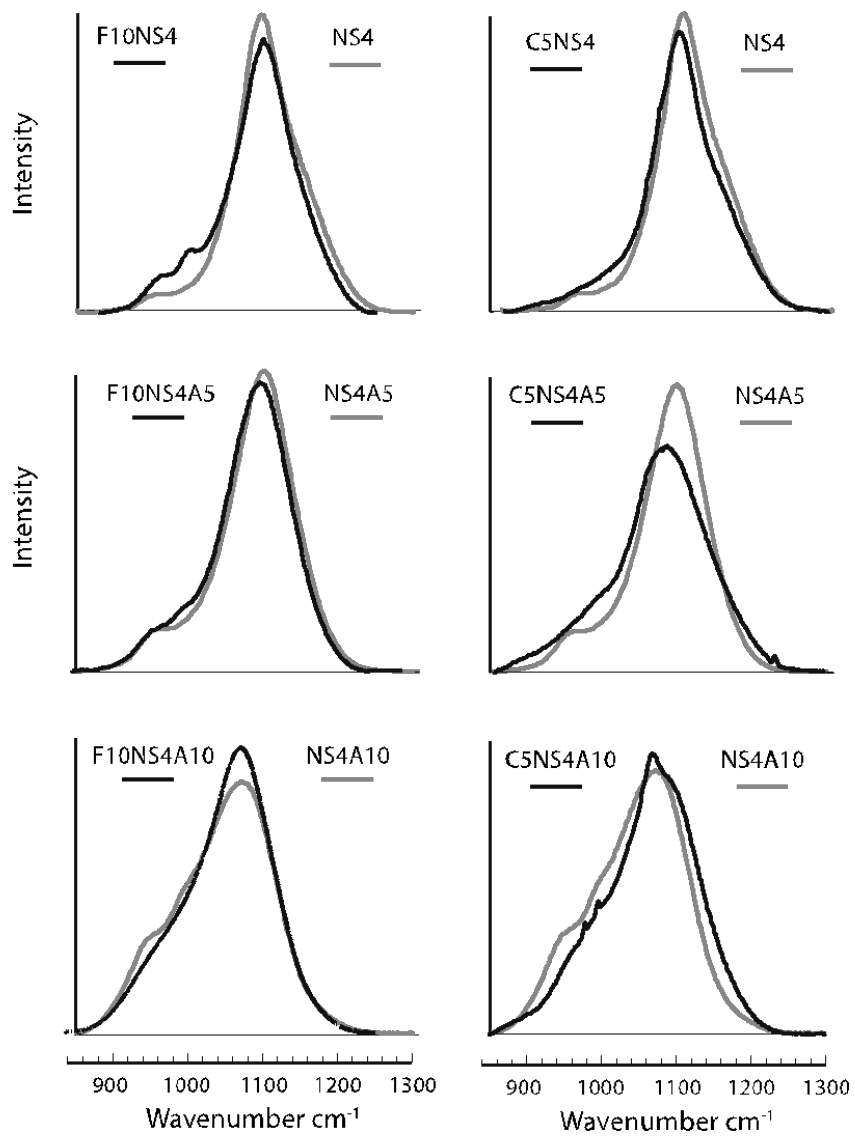 F10NS4 NS4
Intensity
C5NS4 NS4
F10NS4A5 NS4A5
Intensity
C5NS4A5 NS4A5
F10NS4A10 NS4A10
C5NS4A10 NS4A10
900 1000 1100 1200 1300
Wavenumber cm⁻¹
900 1000 1100 1200 1300
Wavenumber cm⁻¹